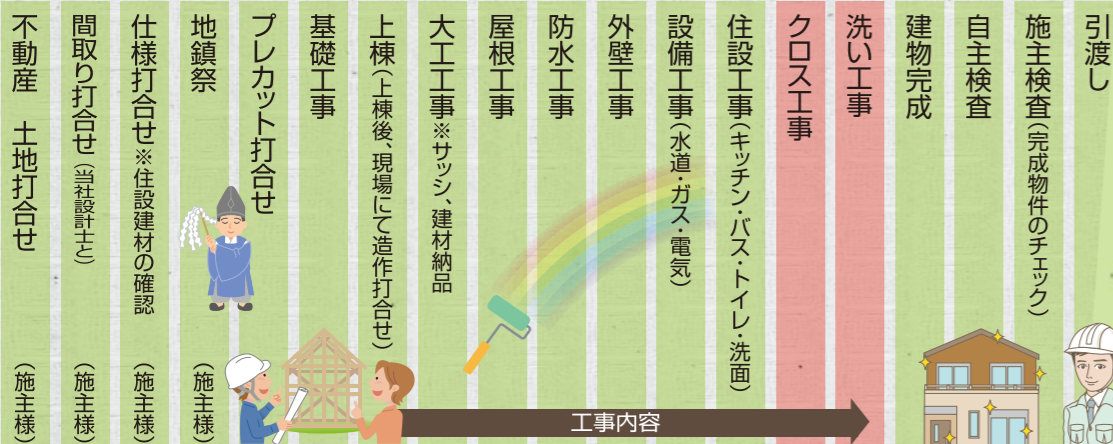 不動産 土地打合せ（施主様）
間取り打合せ（当社設計士と）（施主様）
仕様打合せ※住設建材の確認（施主様）
地鎮祭（施主様）
プレカット打合せ
基礎工事
上棟（上棟後、現場にて造作打合せ）
大工工事※サッシ、建材納品
屋根工事
防水工事
外壁工事
設備工事（水道・ガス・電気）
住設工事（キッチン・バス・トイレ・洗面）
クロス工事
洗い工事
建物完成
自主検査
施主検査（完成物件のチェック）
引渡し
工事内容